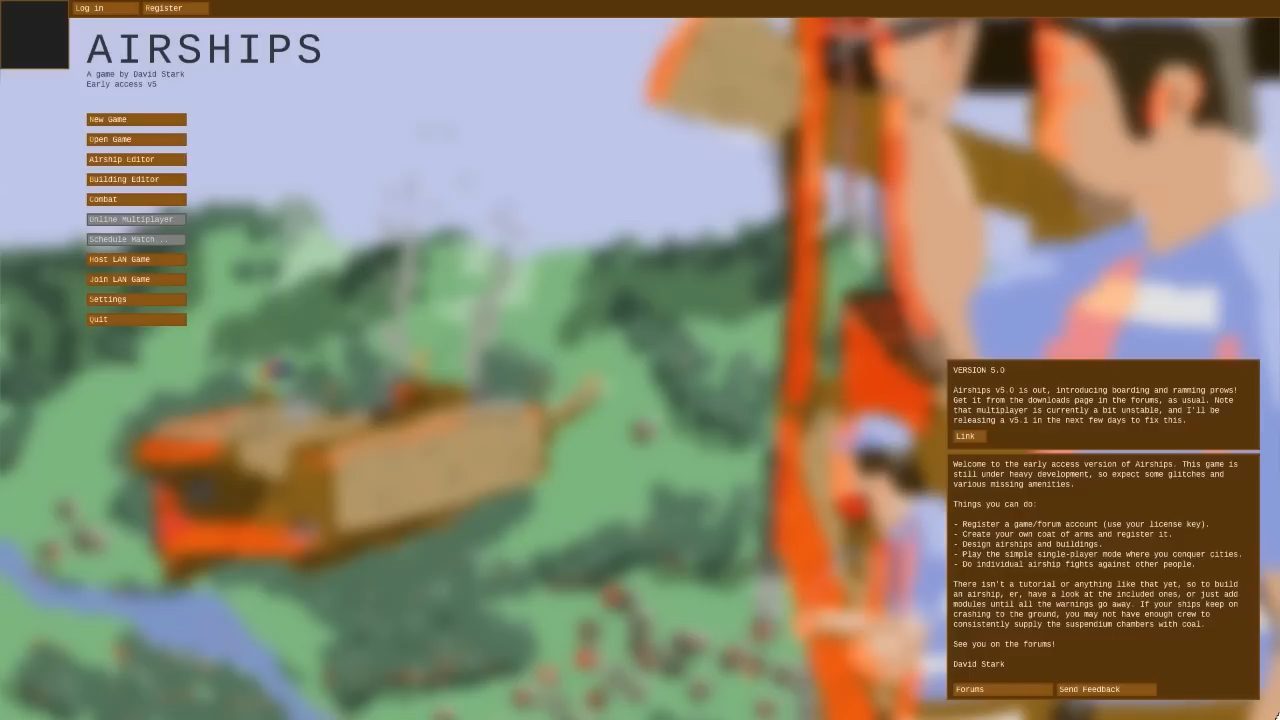 Log in
Register
AIRSHIPS
A game by David Stark
Early access v5
New Game
Open Game
Airship Editor
Building Editor
Combat
Online Multiplayer
Schedule Match ..
Host LAN Game
Join LAN Game
Settings
Quit
VERSION 5.0
Airships v5.0 is out, introducing boarding and ramming prows!
Get it from the downloads page in the forums, as usual. Note
that multiplayer is currently a bit unstable, and I'll be
releasing a v5.1 in the next few days to fix this.
Link
Welcome to the early access version of Airships. This game is
still under heavy development, so expect some glitches and
various missing amenities.
Things you can do:
- Register a game/forum account (use your license key).
- Create your own coat of arms and register it.
- Design airships and buildings.
- Play the simple single-player mode where you conquer cities.
- Do individual airship fights against other people.
There isn't a tutorial or anything like that yet, so to build
an airship, er, have a look at the included ones, or just add
modules until all the warnings go away. If your ships keep on
crashing to the ground, you may not have enough crew to
consistently supply the suspendium chambers with coal.
See you on the forums!
David Stark
Forums
Send Feedback